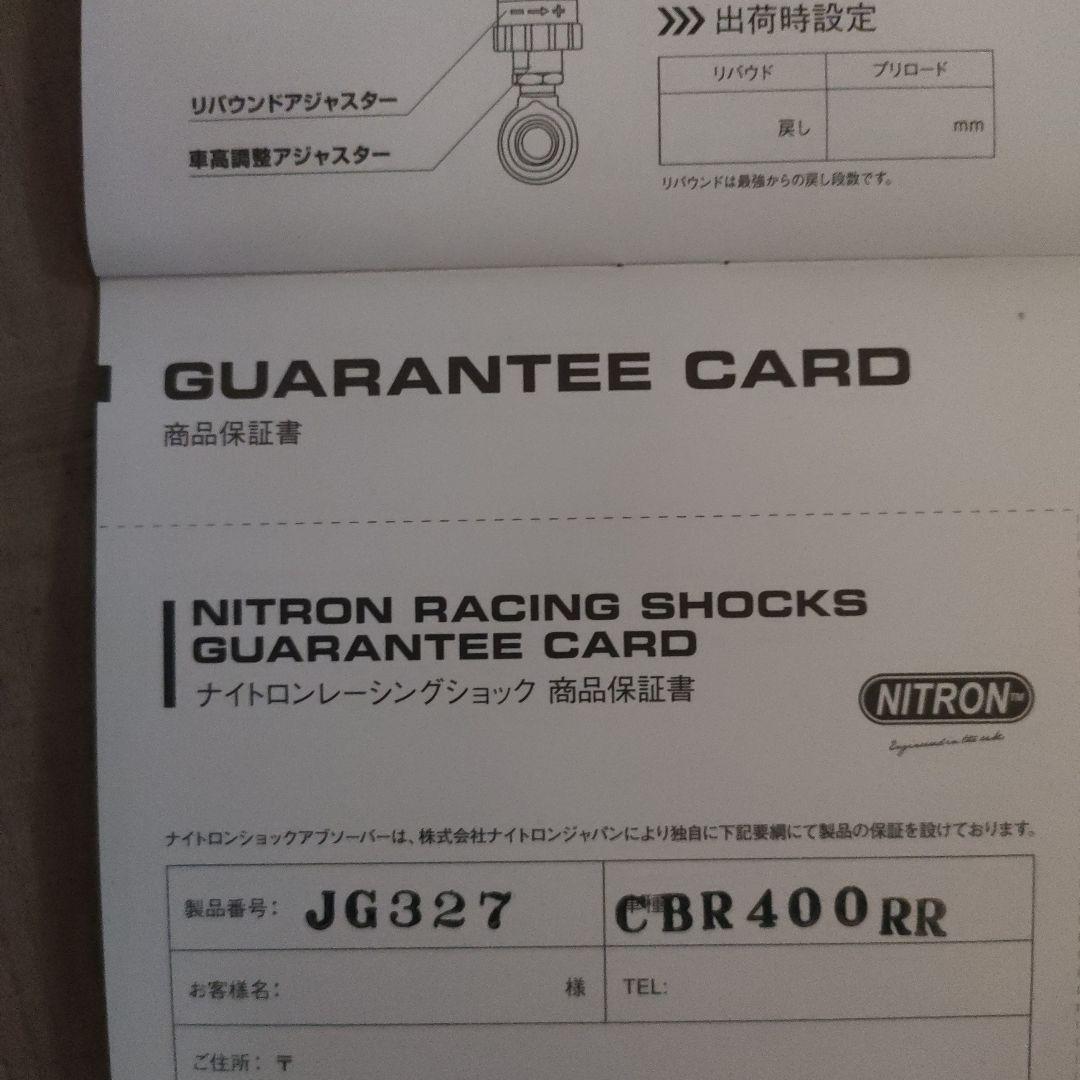 − → +
リバウンドアジャスター
車高調整アジャスター
出荷時設定
リバウド プリロード
戻し mm
リバウンドは最強からの戻し段数です。
GUARANTEE CARD
商品保証書
NITRON RACING SHOCKS
GUARANTEE CARD
ナイトロンレーシングショック 商品保証書
NITRON™
Engineered in the UK
ナイトロンショックアブソーバーは、株式会社ナイトロンジャパンにより独自に下記要綱にて製品の保証を設けております。
製品番号: JG327 車種 CBR400RR
お客様名: 様 TEL:
ご住所: 〒